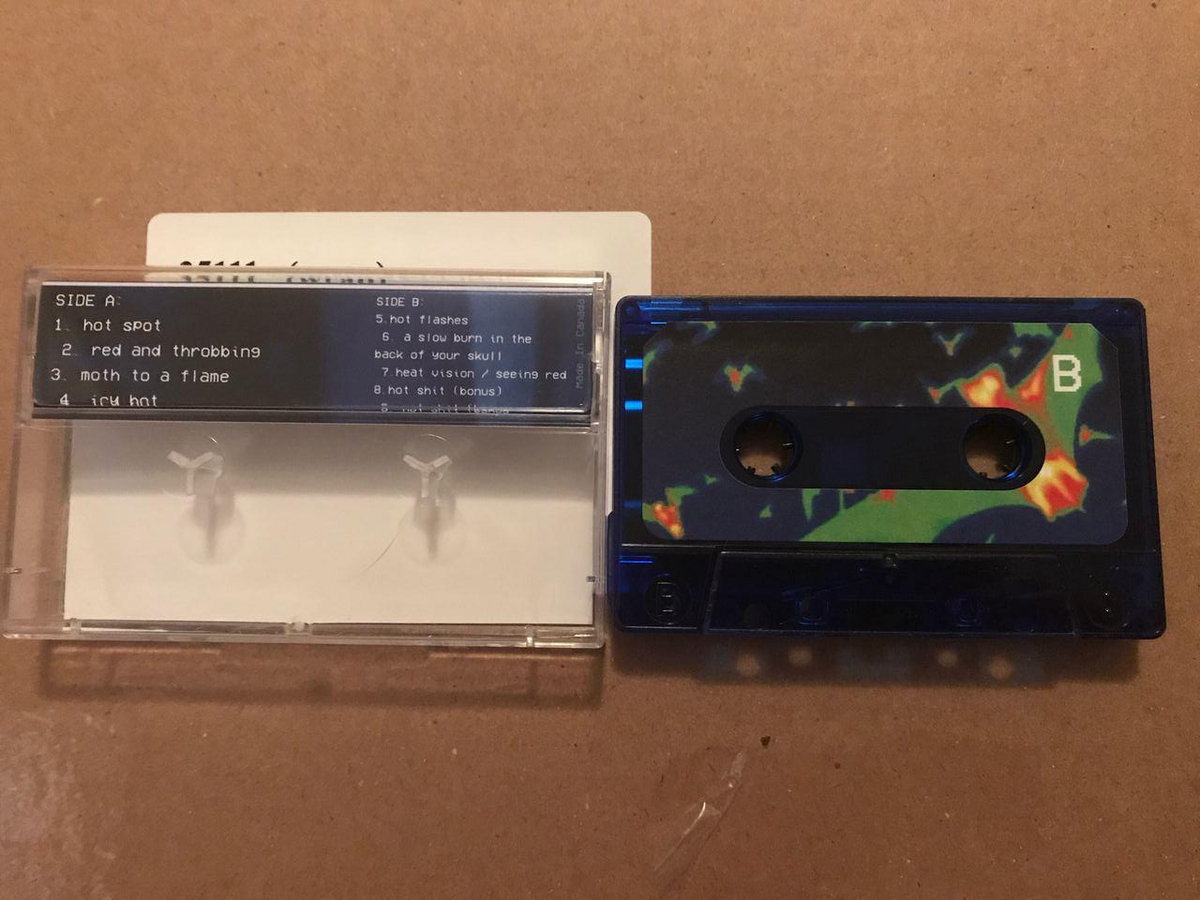 SIDE A:
1. hot spot
2. red and throbbing
3. moth to a flame
4. icy hot
SIDE B:
5.hot flashes
6. a slow burn in the
back of your skull
7.heat vision / seeing red
8.hot shit (bonus)
Made In Canada
B
B